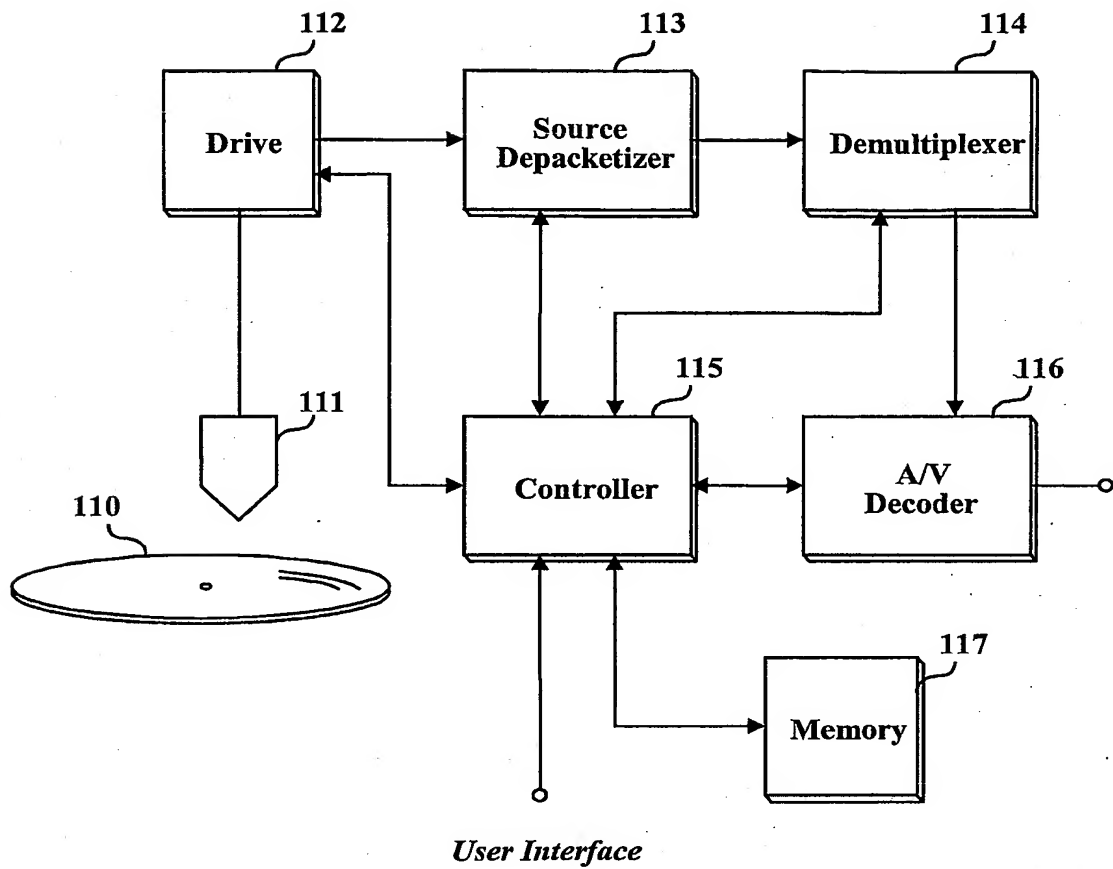 112
113
114
Drive
Source
Depacketizer
Demultiplexer
115
116
111
Controller
A/V
Decoder
110
117
Memory
User Interface